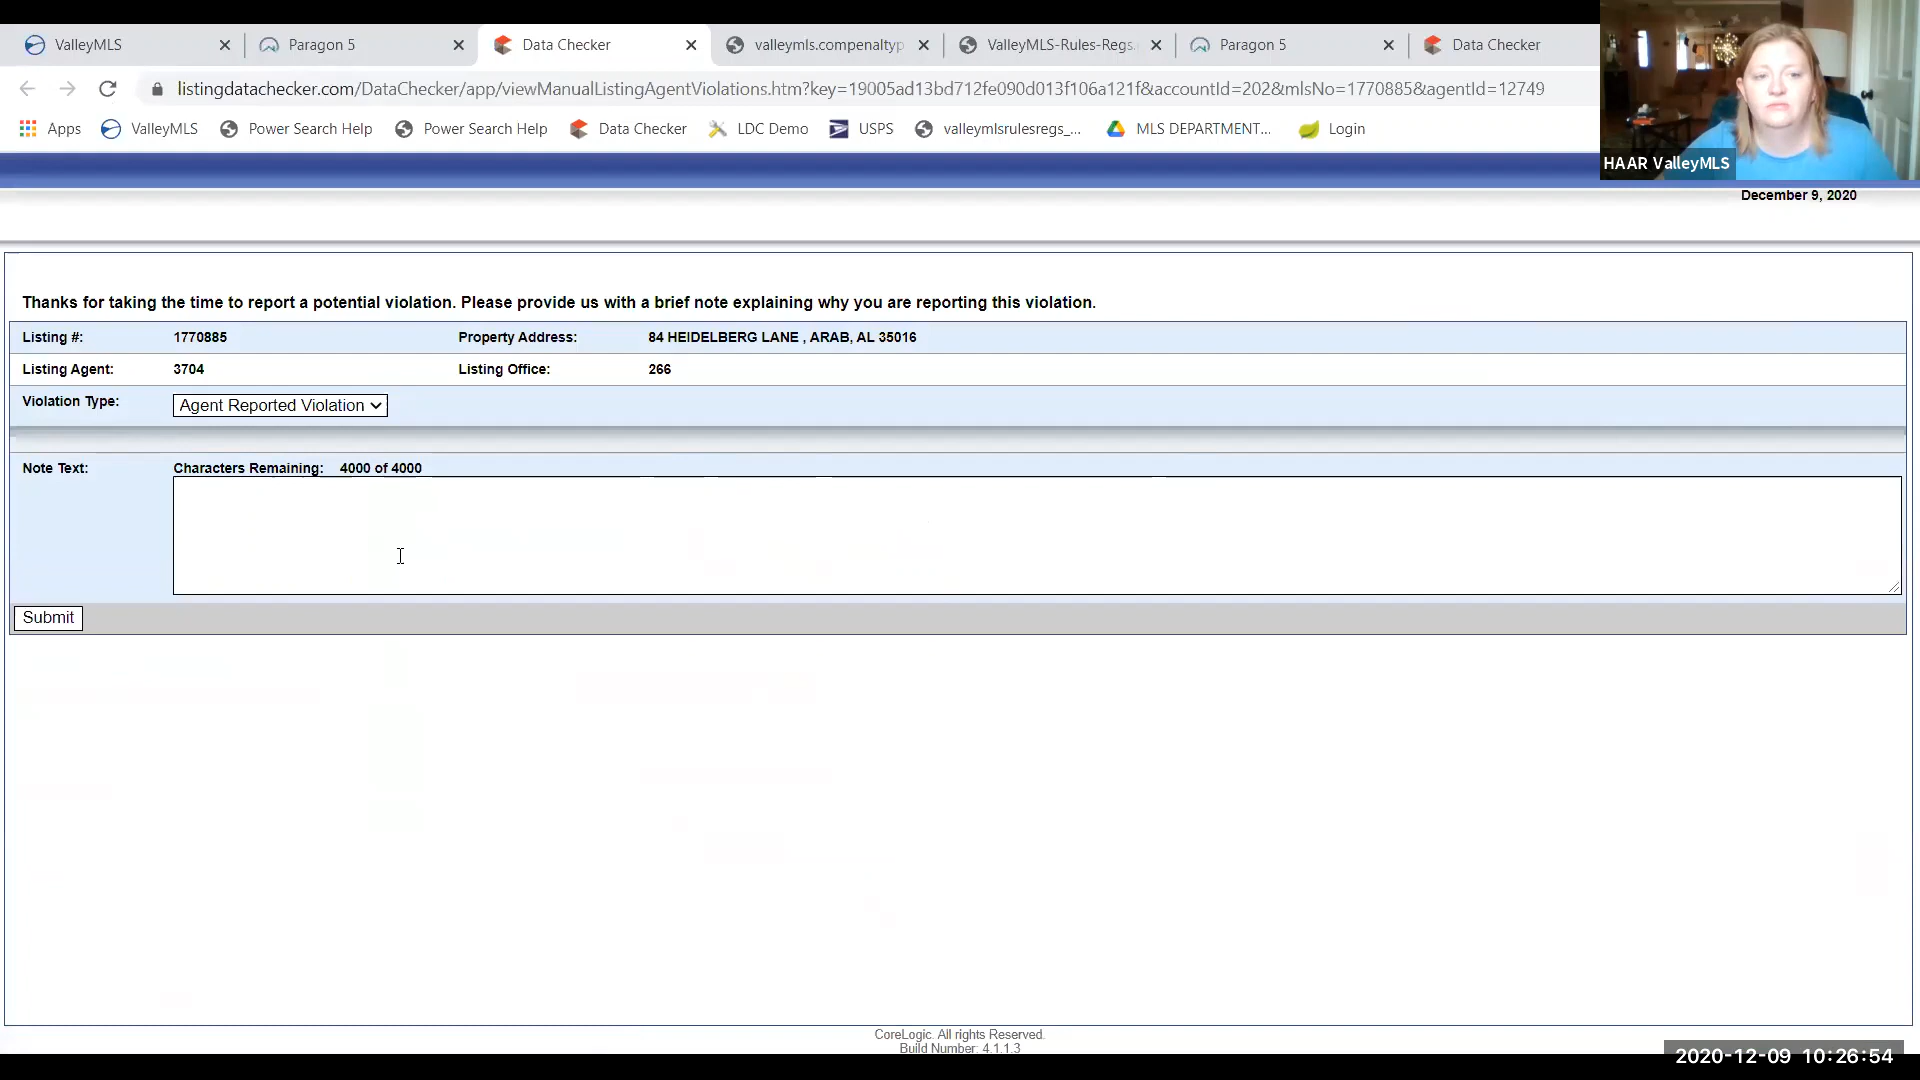 ValleyMLS
Paragon 5
Data Checker
valleymls.compenaltyp
ValleyMLS-Rules-Regs.
Paragon 5
Data Checker
listingdatachecker.com/DataChecker/app/viewManualListingAgentViolations.htm?key=19005ad13bd712fe090d013f106a121f&accountId=202&mlsNo=1770885&agentId=12749
Apps
ValleyMLS
Power Search Help
Power Search Help
Data Checker
LDC Demo
USPS
valleymlsrulesregs_...
MLS DEPARTMENT...
Login
HAAR ValleyMLS
December 9, 2020
Thanks for taking the time to report a potential violation. Please provide us with a brief note explaining why you are reporting this violation.
Listing #: 1770885 Property Address: 84 HEIDELBERG LANE , ARAB, AL 35016
Listing Agent: 3704 Listing Office: 266
Violation Type: Agent Reported Violation
Note Text: Characters Remaining: 4000 of 4000
Submit
CoreLogic. All rights Reserved.
Build Number: 4.1.1.3
2020-12-09 10:26:54